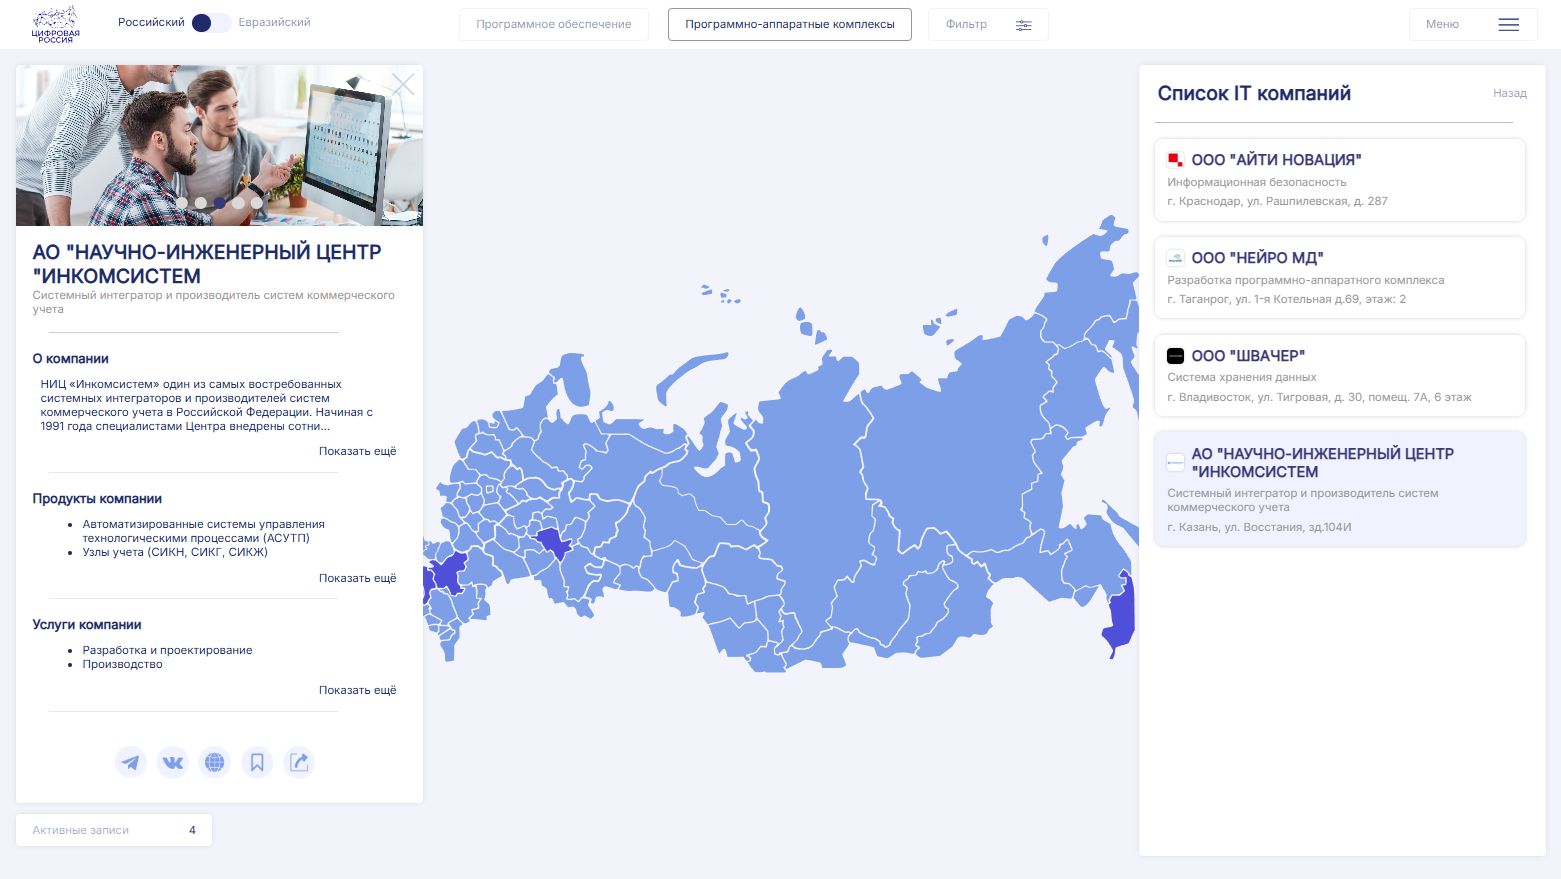 ЦИФРОВАЯ
РОССИЯ
Российский
Евразийский
Программное обеспечение
Программно-аппаратные комплексы
Фильтр
Меню
АО "НАУЧНО-ИНЖЕНЕРНЫЙ ЦЕНТР
"ИНКОМСИСТЕМ
Системный интегратор и производитель систем коммерческого
учета
О компании
НИЦ «Инкомсистем» один из самых востребованных
системных интеграторов и производителей систем
коммерческого учета в Российской Федерации. Начиная с
1991 года специалистами Центра внедрены сотни...
Показать ещё
Продукты компании
Автоматизированные системы управления
технологическими процессами (АСУТП)
Узлы учета (СИКН, СИКГ, СИКЖ)
Показать ещё
Услуги компании
Разработка и проектирование
Производство
Показать ещё
Активные записи 4
Список IT компаний
Назад
ООО "АЙТИ НОВАЦИЯ"
Информационная безопасность
г. Краснодар, ул. Рашпилевская, д. 287
ООО "НЕЙРО МД"
Разработка программно-аппаратного комплекса
г. Таганрог, ул. 1-я Котельная д.69, этаж: 2
ООО "ШВАЧЕР"
Система хранения данных
г. Владивосток, ул. Тигровая, д. 30, помещ. 7А, 6 этаж
АО "НАУЧНО-ИНЖЕНЕРНЫЙ ЦЕНТР
"ИНКОМСИСТЕМ
Системный интегратор и производитель систем
коммерческого учета
г. Казань, ул. Восстания, зд.104И